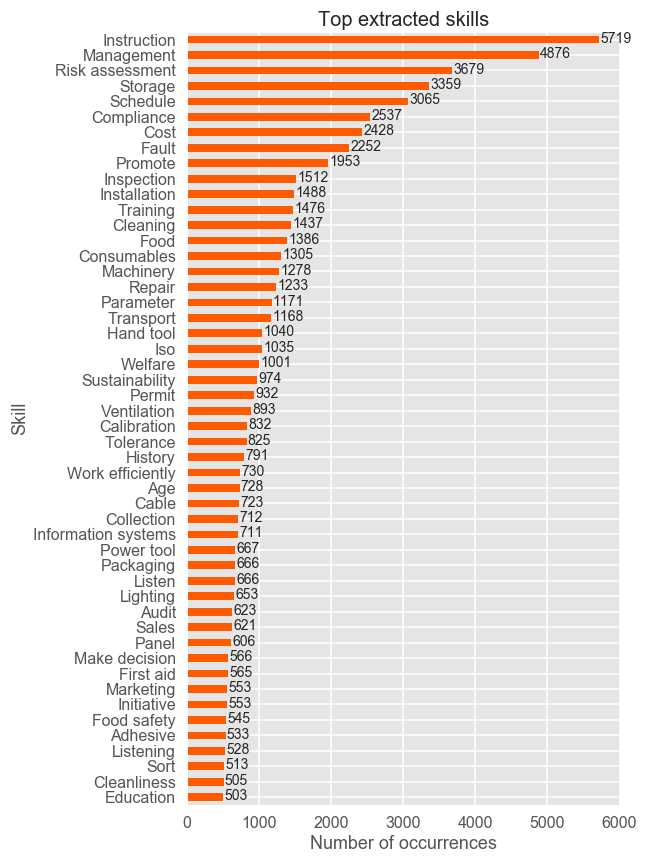 Top extracted skills
Instruction 5719
Management 4876
Risk assessment 3679
Storage 3359
Schedule 3065
Compliance 2537
Cost 2428
Fault 2252
Promote 1953
Inspection 1512
Installation 1488
Training 1476
Cleaning 1437
Food 1386
Consumables 1305
Machinery 1278
Repair 1233
Parameter 1171
Transport 1168
Hand tool 1040
Iso 1035
Welfare 1001
Sustainability 974
Permit 932
Ventilation 893
Calibration 832
Tolerance 825
History 791
Work efficiently 730
Age 728
Cable 723
Collection 712
Information systems 711
Power tool 667
Packaging 666
Listen 666
Lighting 653
Audit 623
Sales 621
Panel 606
Make decision 566
First aid 565
Marketing 553
Initiative 553
Food safety 545
Adhesive 533
Listening 528
Sort 513
Cleanliness 505
Education 503
0 1000 2000 3000 4000 5000 6000
Number of occurrences
Skill